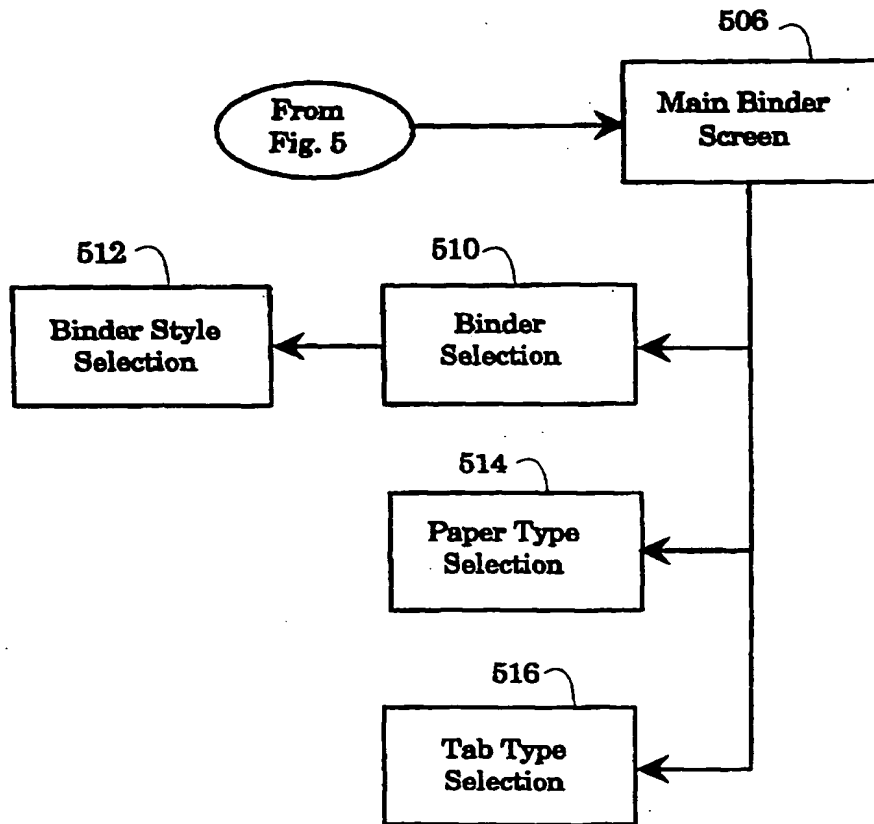 506
Main Binder
Screen
From
Fig. 5
512
510
Binder Style
Selection
Binder
Selection
514
Paper Type
Selection
516
Tab Type
Selection